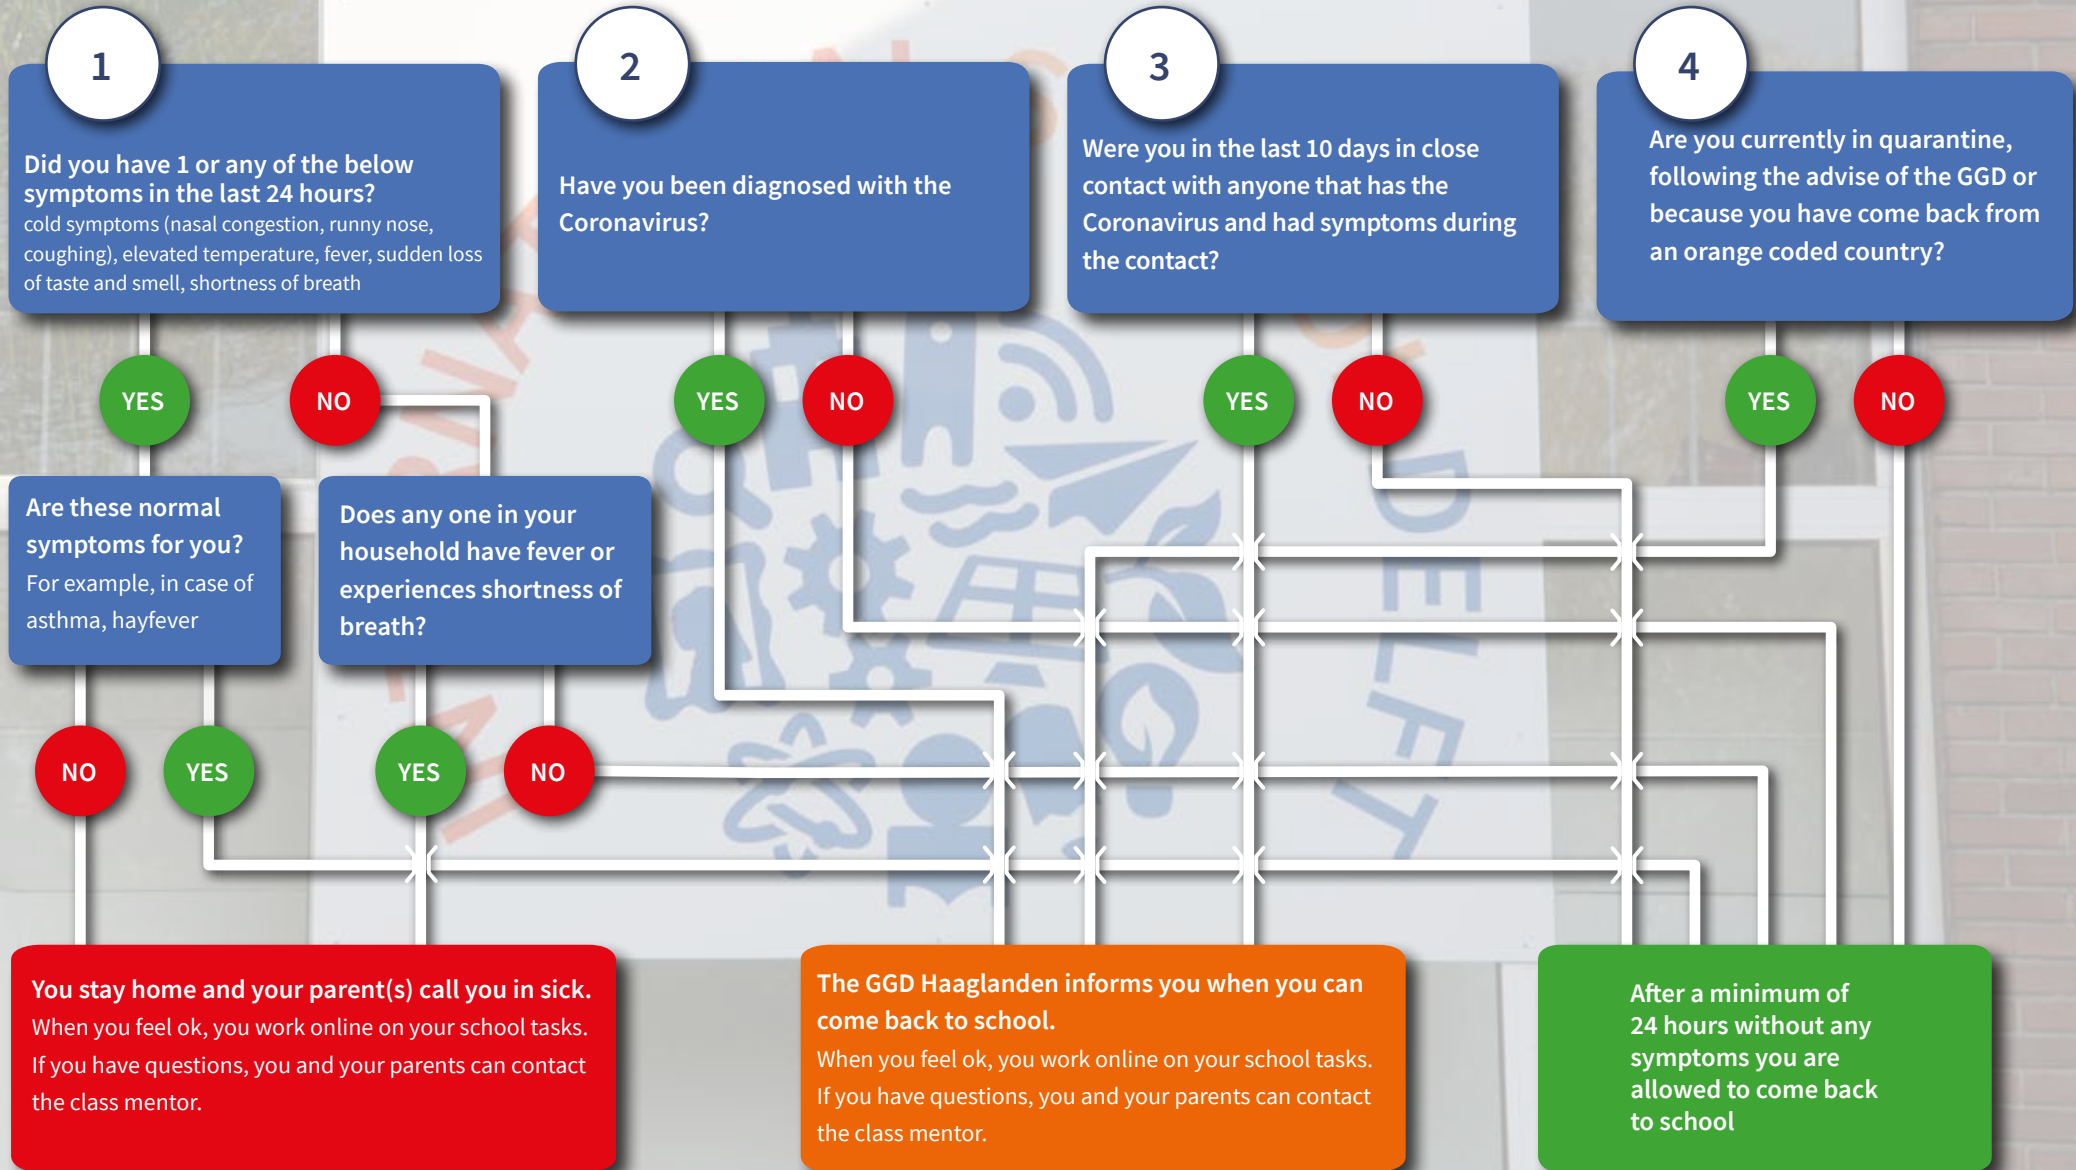 1
Did you have 1 or any of the below
symptoms in the last 24 hours?
cold symptoms (nasal congestion, runny nose,
coughing), elevated temperature, fever, sudden loss
of taste and smell, shortness of breath
2
Have you been diagnosed with the
Coronavirus?
3
Were you in the last 10 days in close
contact with anyone that has the
Coronavirus and had symptoms during
the contact?
4
Are you currently in quarantine,
following the advise of the GGD or
because you have come back from
an orange coded country?
YES
NO
YES
NO
YES
NO
YES
NO
Are these normal
symptoms for you?
For example, in case of
asthma, hayfever
Does any one in your
household have fever or
experiences shortness of
breath?
NO
YES
YES
NO
DELFT
You stay home and your parent(s) call you in sick.
When you feel ok, you work online on your school tasks.
If you have questions, you and your parents can contact
the class mentor.
The GGD Haaglanden informs you when you can
come back to school.
When you feel ok, you work online on your school tasks.
If you have questions, you and your parents can contact
the class mentor.
After a minimum of
24 hours without any
symptoms you are
allowed to come back
to school